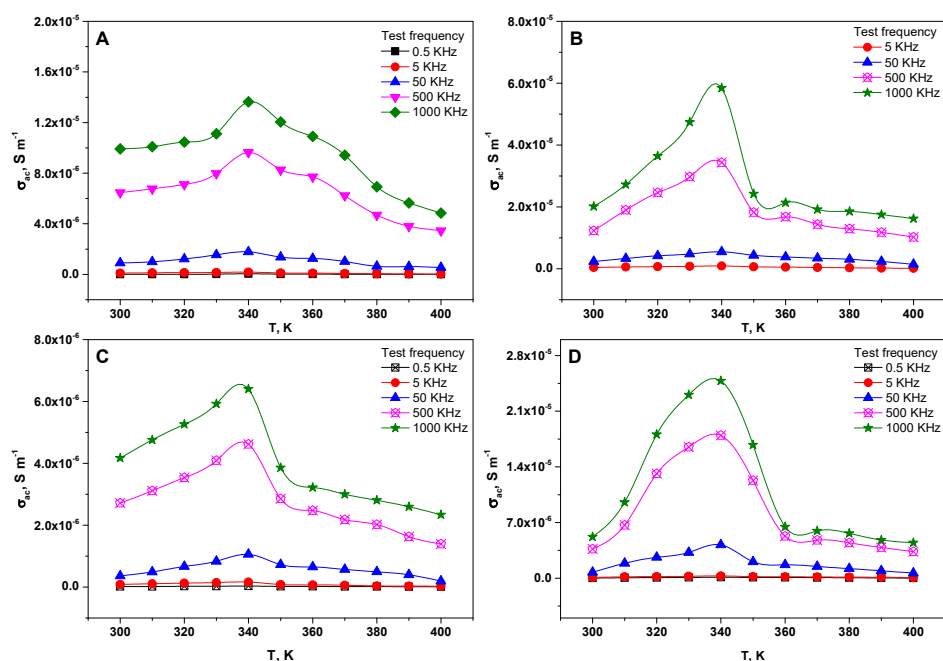 A
Test frequency
0.5 KHz
5 KHz
50 KHz
500 KHz
1000 KHz
2.0x10⁻⁵
1.6x10⁻⁵
1.2x10⁻⁵
8.0x10⁻⁶
4.0x10⁻⁶
0.0
σac, S m⁻¹
300 320 340 360 380 400
T, K
B
Test frequency
5 KHz
50 KHz
500 KHz
1000 KHz
8.0x10⁻⁵
6.0x10⁻⁵
4.0x10⁻⁵
2.0x10⁻⁵
0.0
σac, S m⁻¹
300 320 340 360 380 400
T, K
C
Test frequency
0.5 KHz
5 KHz
50 KHz
500 KHz
1000 KHz
8.0x10⁻⁶
6.0x10⁻⁶
4.0x10⁻⁶
2.0x10⁻⁶
0.0
σac, S m⁻¹
300 320 340 360 380 400
T, K
D
Test frequency
0.5 KHz
5 KHz
50 KHz
500 KHz
1000 KHz
2.8x10⁻⁵
2.1x10⁻⁵
1.4x10⁻⁵
7.0x10⁻⁶
0.0
σac, S m⁻¹
300 320 340 360 380 400
T, K